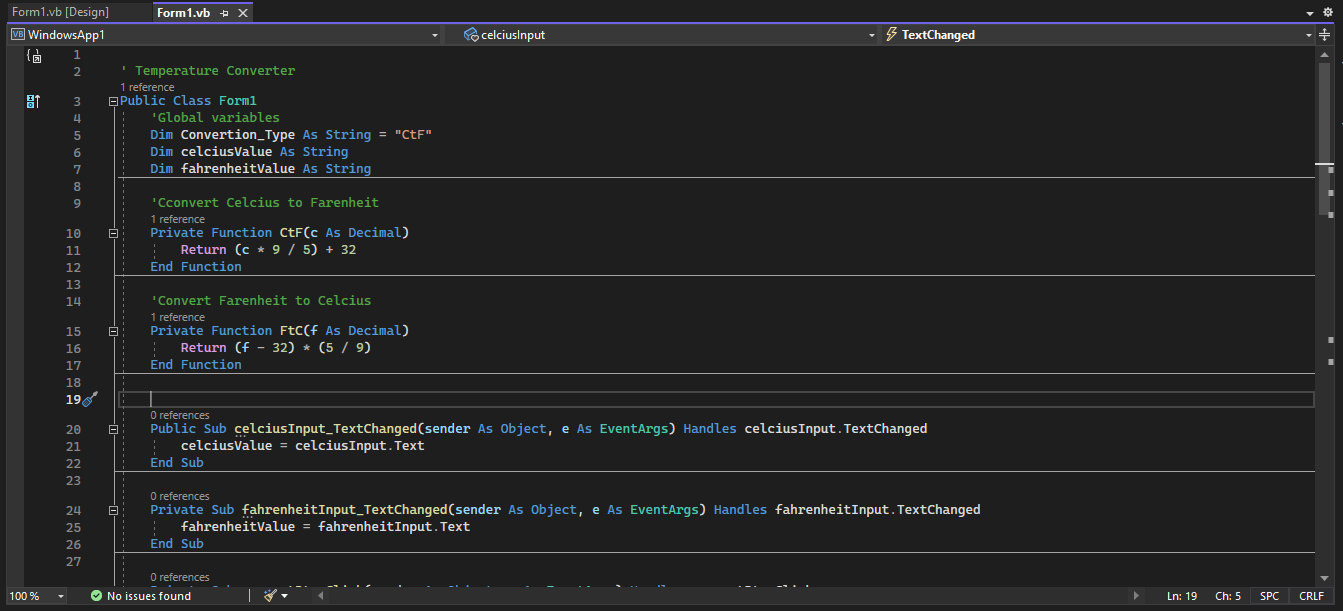 Form1.vb [Design]
Form1.vb
WindowsApp1
celciusInput
TextChanged
1
2 ' Temperature Converter
1 reference
3 Public Class Form1
4 'Global variables
5 Dim Convertion_Type As String = "CtF"
6 Dim celciusValue As String
7 Dim fahrenheitValue As String
8
9 'Cconvert Celcius to Farenheit
1 reference
10 Private Function CtF(c As Decimal)
11 Return (c * 9 / 5) + 32
12 End Function
13
14 'Convert Farenheit to Celcius
1 reference
15 Private Function FtC(f As Decimal)
16 Return (f - 32) * (5 / 9)
17 End Function
18
19
0 references
20 Public Sub celciusInput_TextChanged(sender As Object, e As EventArgs) Handles celciusInput.TextChanged
21 celciusValue = celciusInput.Text
22 End Sub
23
0 references
24 Private Sub fahrenheitInput_TextChanged(sender As Object, e As EventArgs) Handles fahrenheitInput.TextChanged
25 fahrenheitValue = fahrenheitInput.Text
26 End Sub
27
0 references
100 % No issues found Ln: 19 Ch: 5 SPC CRLF